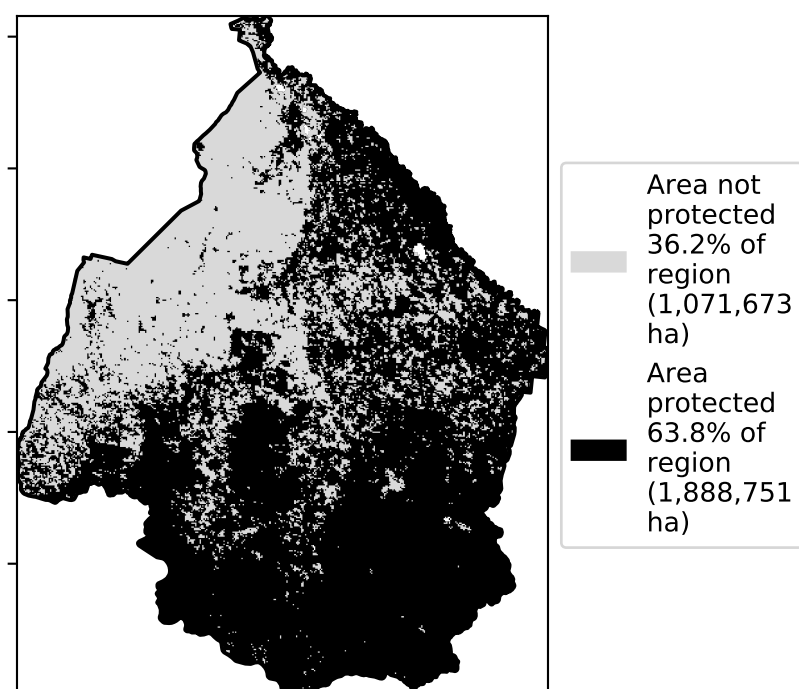 Area not
protected
36.2% of
region
(1,071,673
ha)
Area
protected
63.8% of
region
(1,888,751
ha)